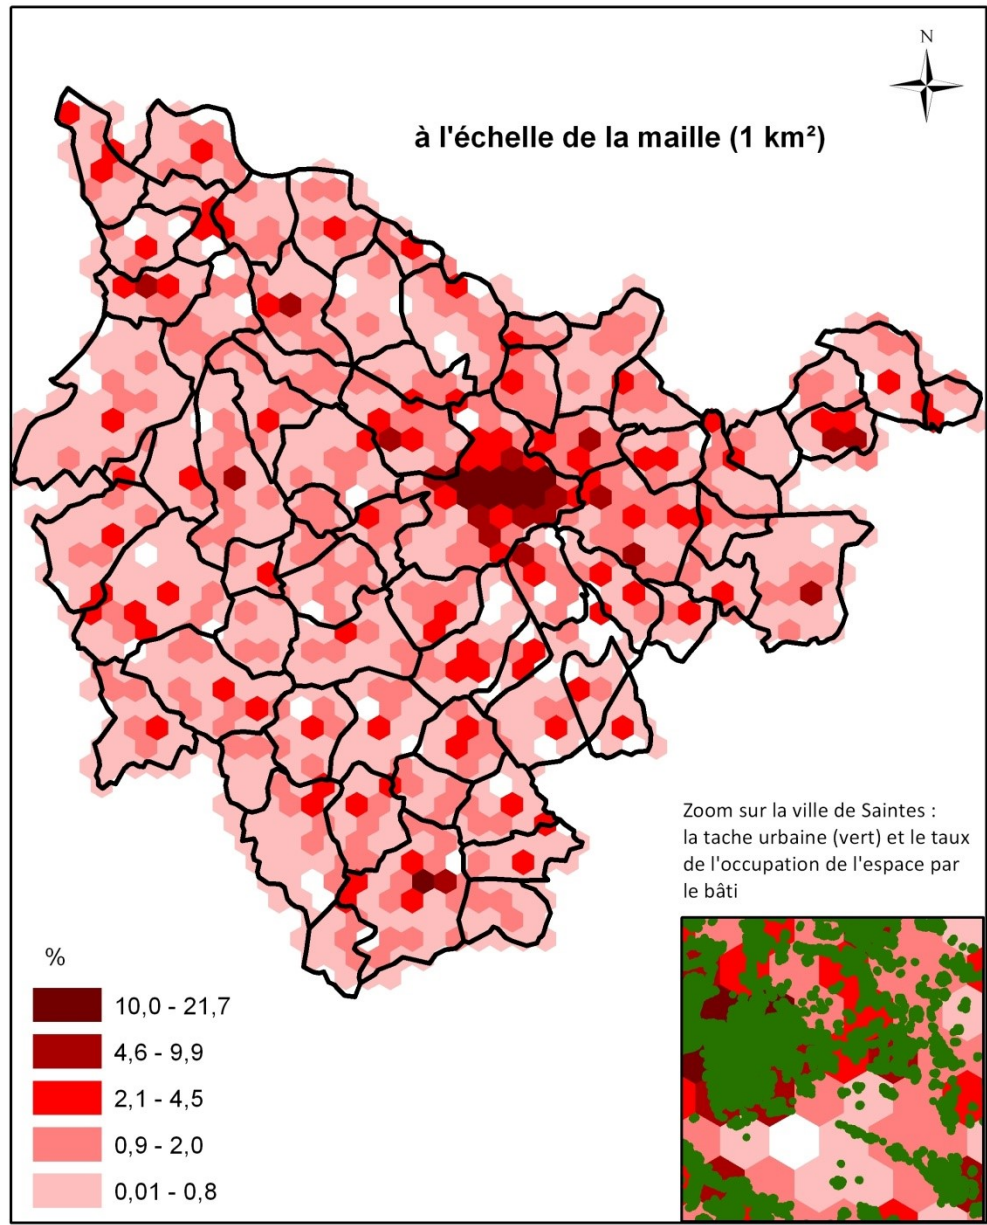 N
à l'échelle de la maille (1 km²)
Zoom sur la ville de Saintes :
la tache urbaine (vert) et le taux
de l'occupation de l'espace par
le bâti
%
10,0 - 21,7
4,6 - 9,9
2,1 - 4,5
0,9 - 2,0
0,01 - 0,8